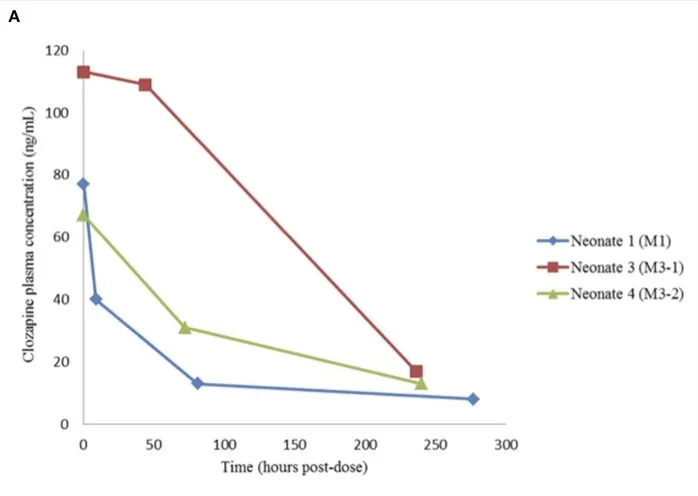 A
120
100
80
60
40
20
0
Clozapine plasma concentration (ng/mL)
0 50 100 150 200 250 300
Time (hours post-dose)
Neonate 1 (M1)
Neonate 3 (M3-1)
Neonate 4 (M3-2)